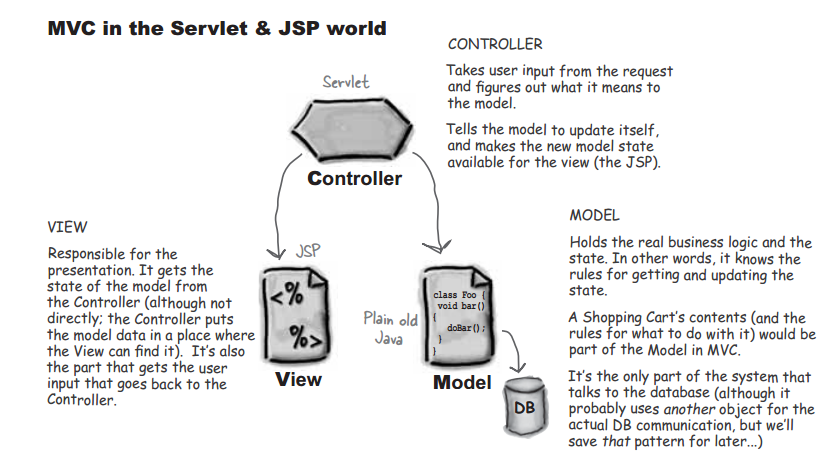 MVC in the Servlet & JSP world
CONTROLLER
Takes user input from the request
and figures out what it means to
the model.
Tells the model to update itself,
and makes the new model state
available for the view (the JSP).
Servlet
Controller
VIEW
Responsible for the
presentation. It gets the
state of the model from
the Controller (although not
directly; the Controller puts
the model data in a place where
the View can find it). It's also
the part that gets the user
input that goes back to the
Controller.
JSP
<%
%>
View
Plain old
Java
class Foo {
void bar()
{
doBar();
}
}
Model
DB
MODEL
Holds the real business logic and the
state. In other words, it knows the
rules for getting and updating the
state.
A Shopping Cart's contents (and the
rules for what to do with it) would be
part of the Model in MVC.
It's the only part of the system that
talks to the database (although it
probably uses another object for the
actual DB communication, but we'll
save that pattern for later...)